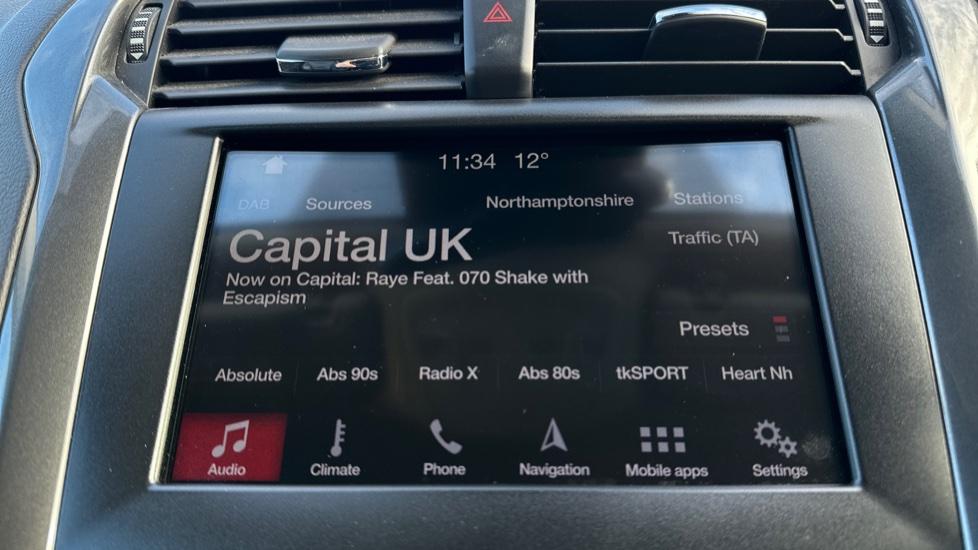 11:34 12°
DAB Sources Northamptonshire Stations
Capital UK
Traffic (TA)
Now on Capital: Raye Feat. 070 Shake with
Escapism
Presets
Absolute Abs 90s Radio X Abs 80s tkSPORT Heart Nh
Audio Climate Phone Navigation Mobile apps Settings